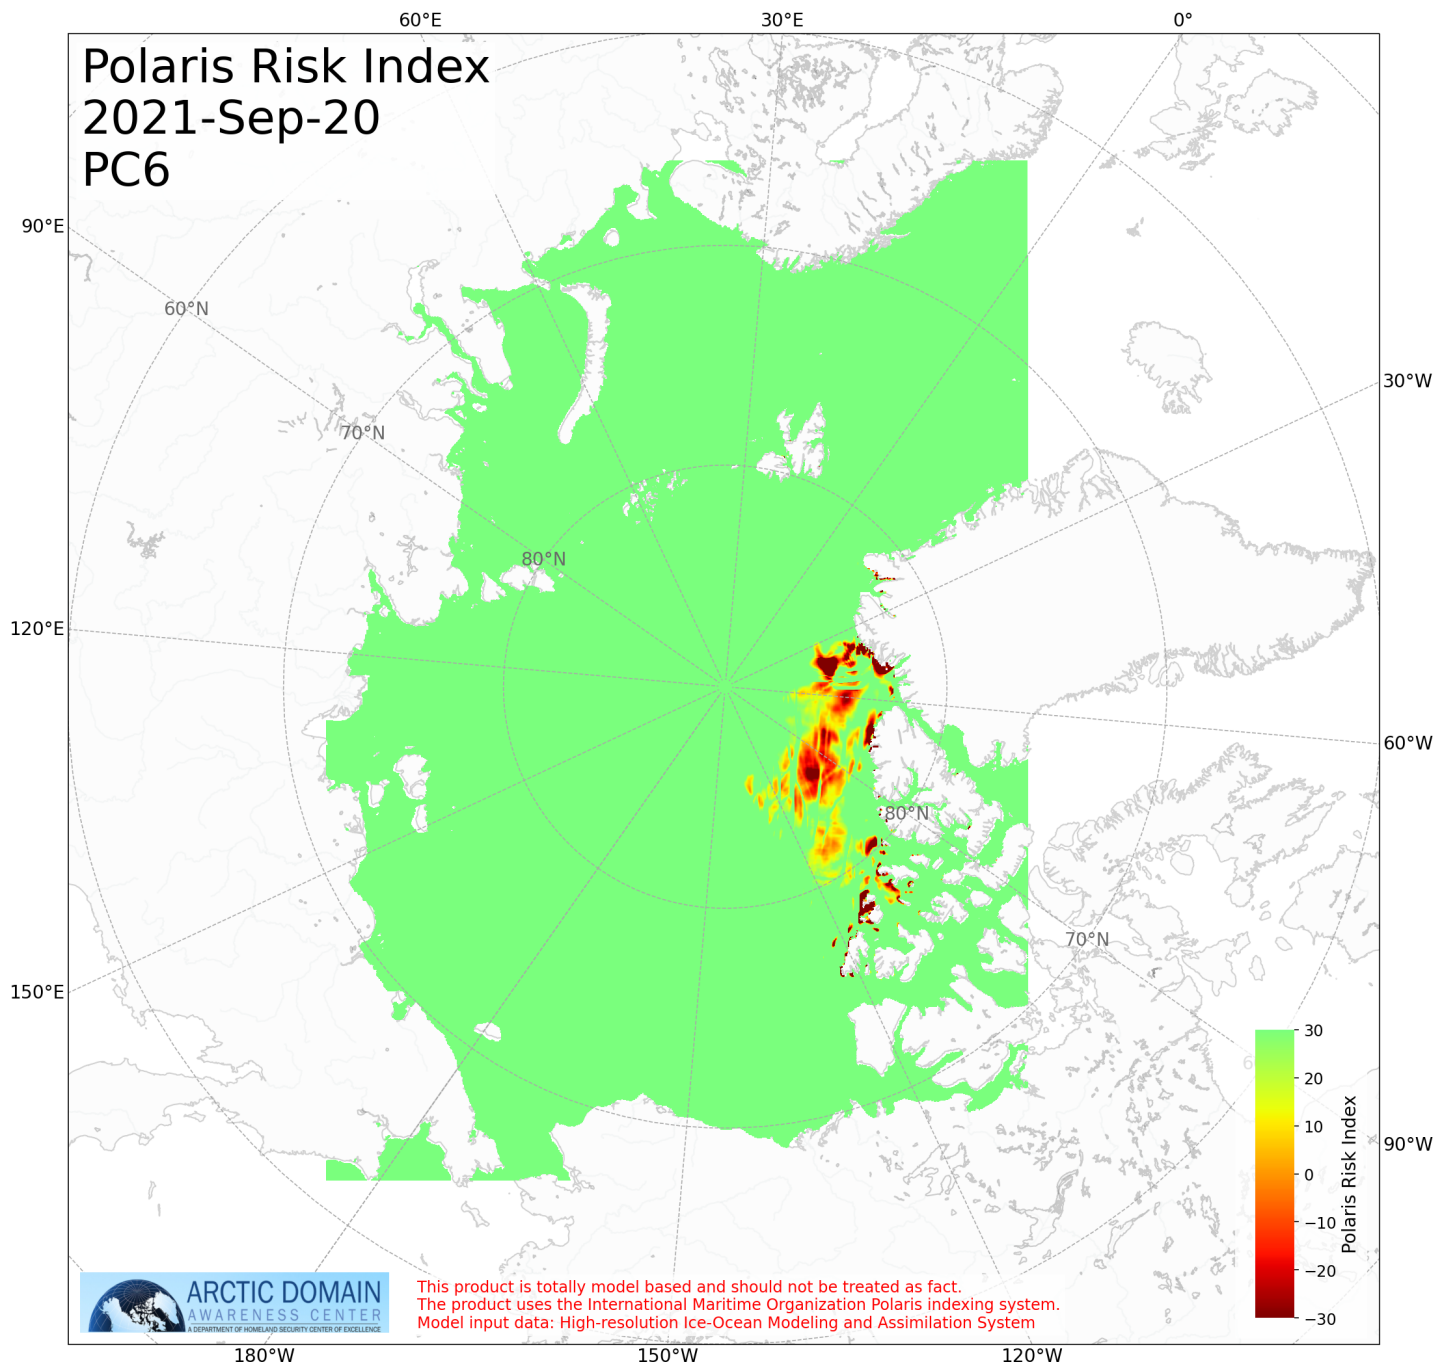 60°E
30°E
0°
Polaris Risk Index
2021-Sep-20
PC6
90°E
60°N
30°W
70°N
80°N
120°E
60°W
80°N
70°N
150°E
30
20
10
0
−10
−20
−30
Polaris Risk Index
90°W
ARCTIC DOMAIN
AWARENESS CENTER
A DEPARTMENT OF HOMELAND SECURITY CENTER OF EXCELLENCE
This product is totally model based and should not be treated as fact.
The product uses the International Maritime Organization Polaris indexing system.
Model input data: High-resolution Ice-Ocean Modeling and Assimilation System
180°W
150°W
120°W